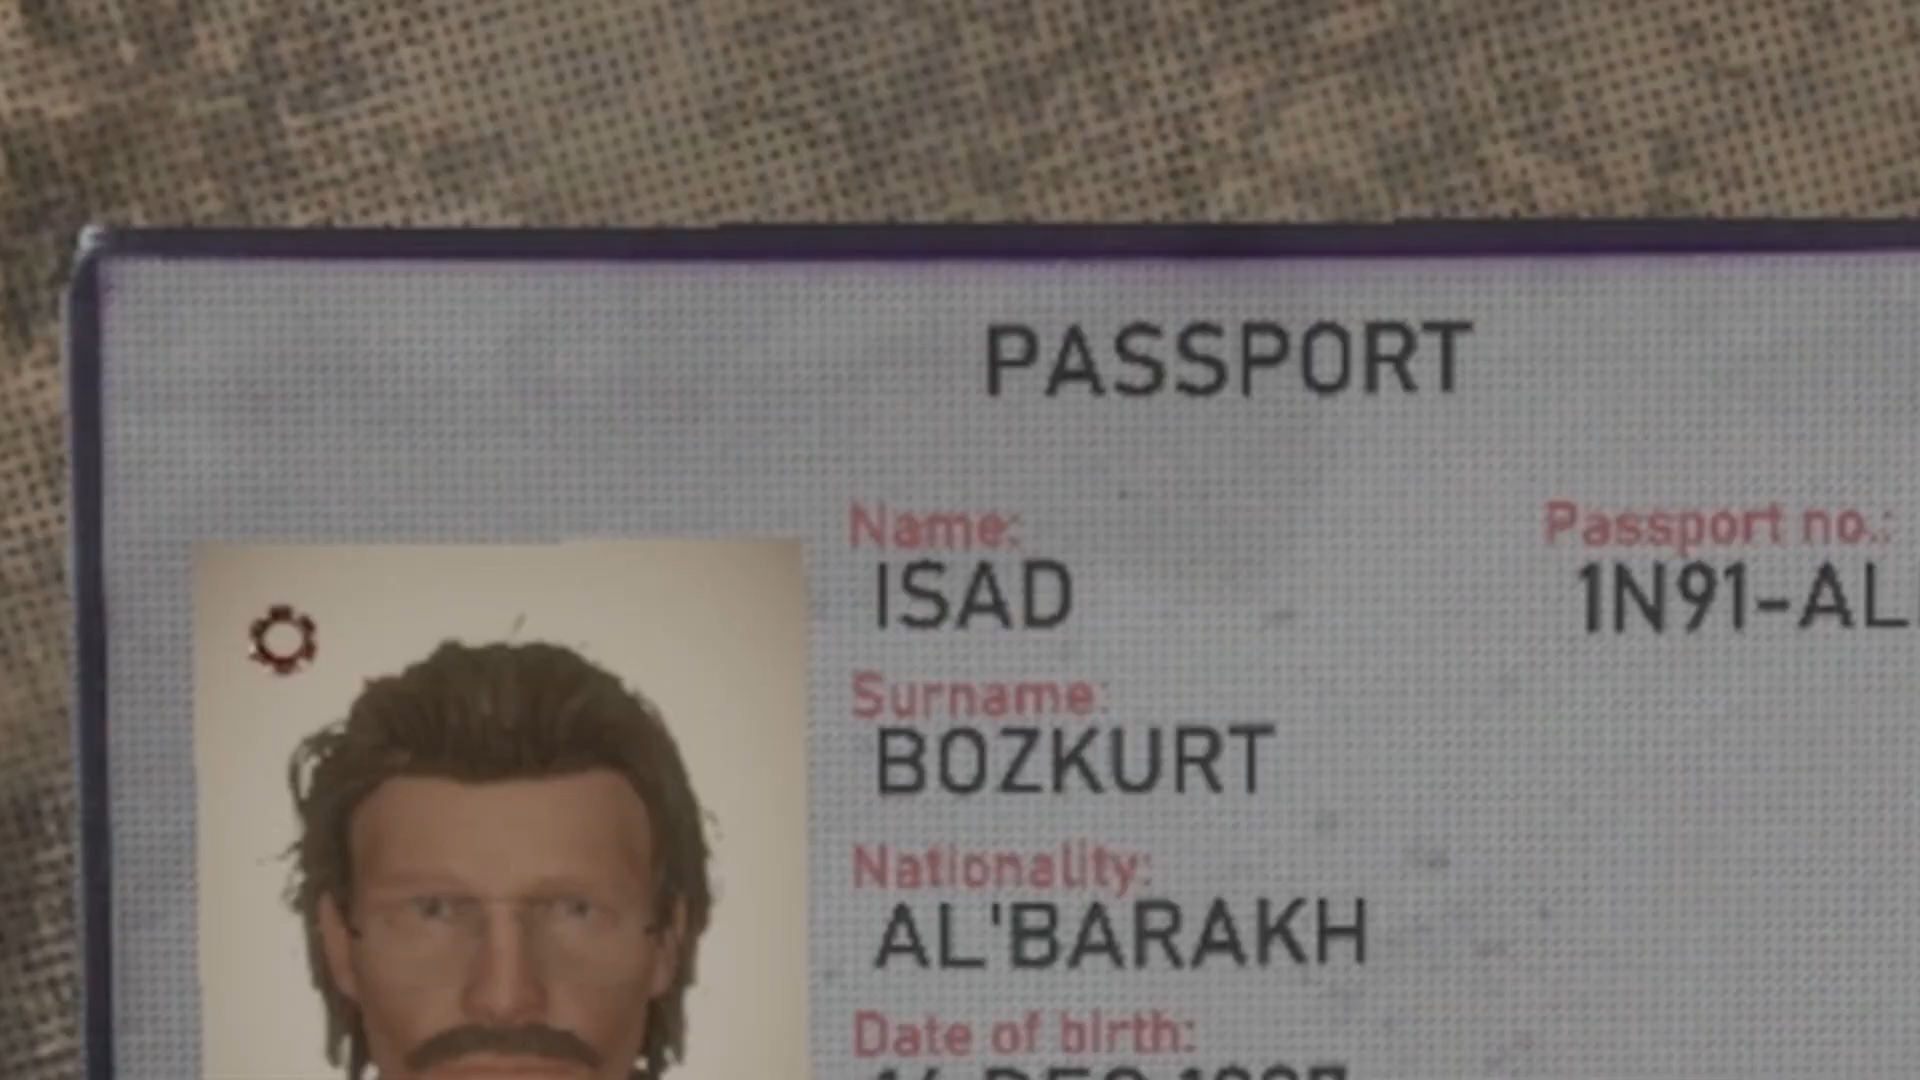 PASSPORT
Name:
ISAD
Passport no.:
1N91-AL
Surname:
BOZKURT
Nationality:
AL'BARAKH
Date of birth: